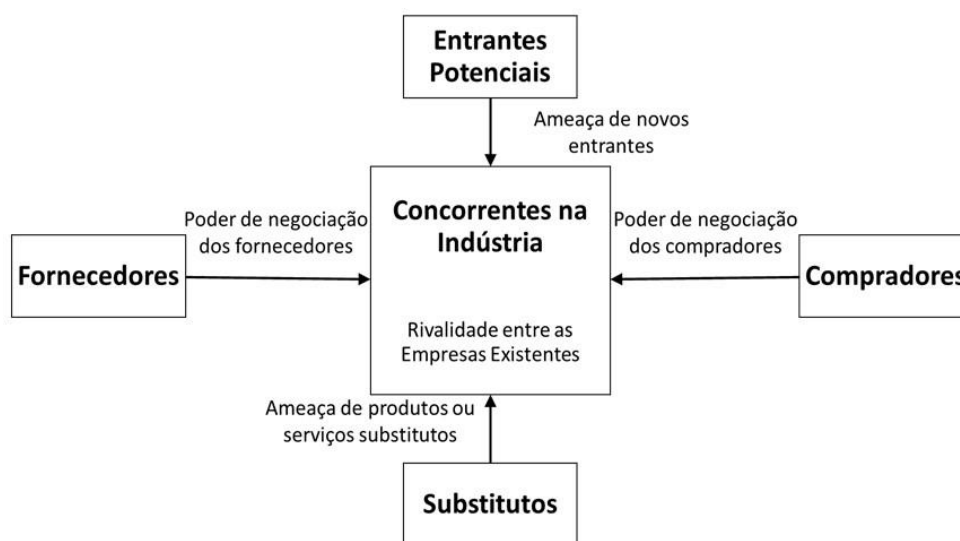 Entrantes
Potenciais
Ameaça de novos
entrantes
Concorrentes na
Indústria
Poder de negociação
dos fornecedores
Poder de negociação
dos compradores
Fornecedores
Compradores
Rivalidade entre as
Empresas Existentes
Ameaça de produtos ou
serviços substitutos
Substitutos